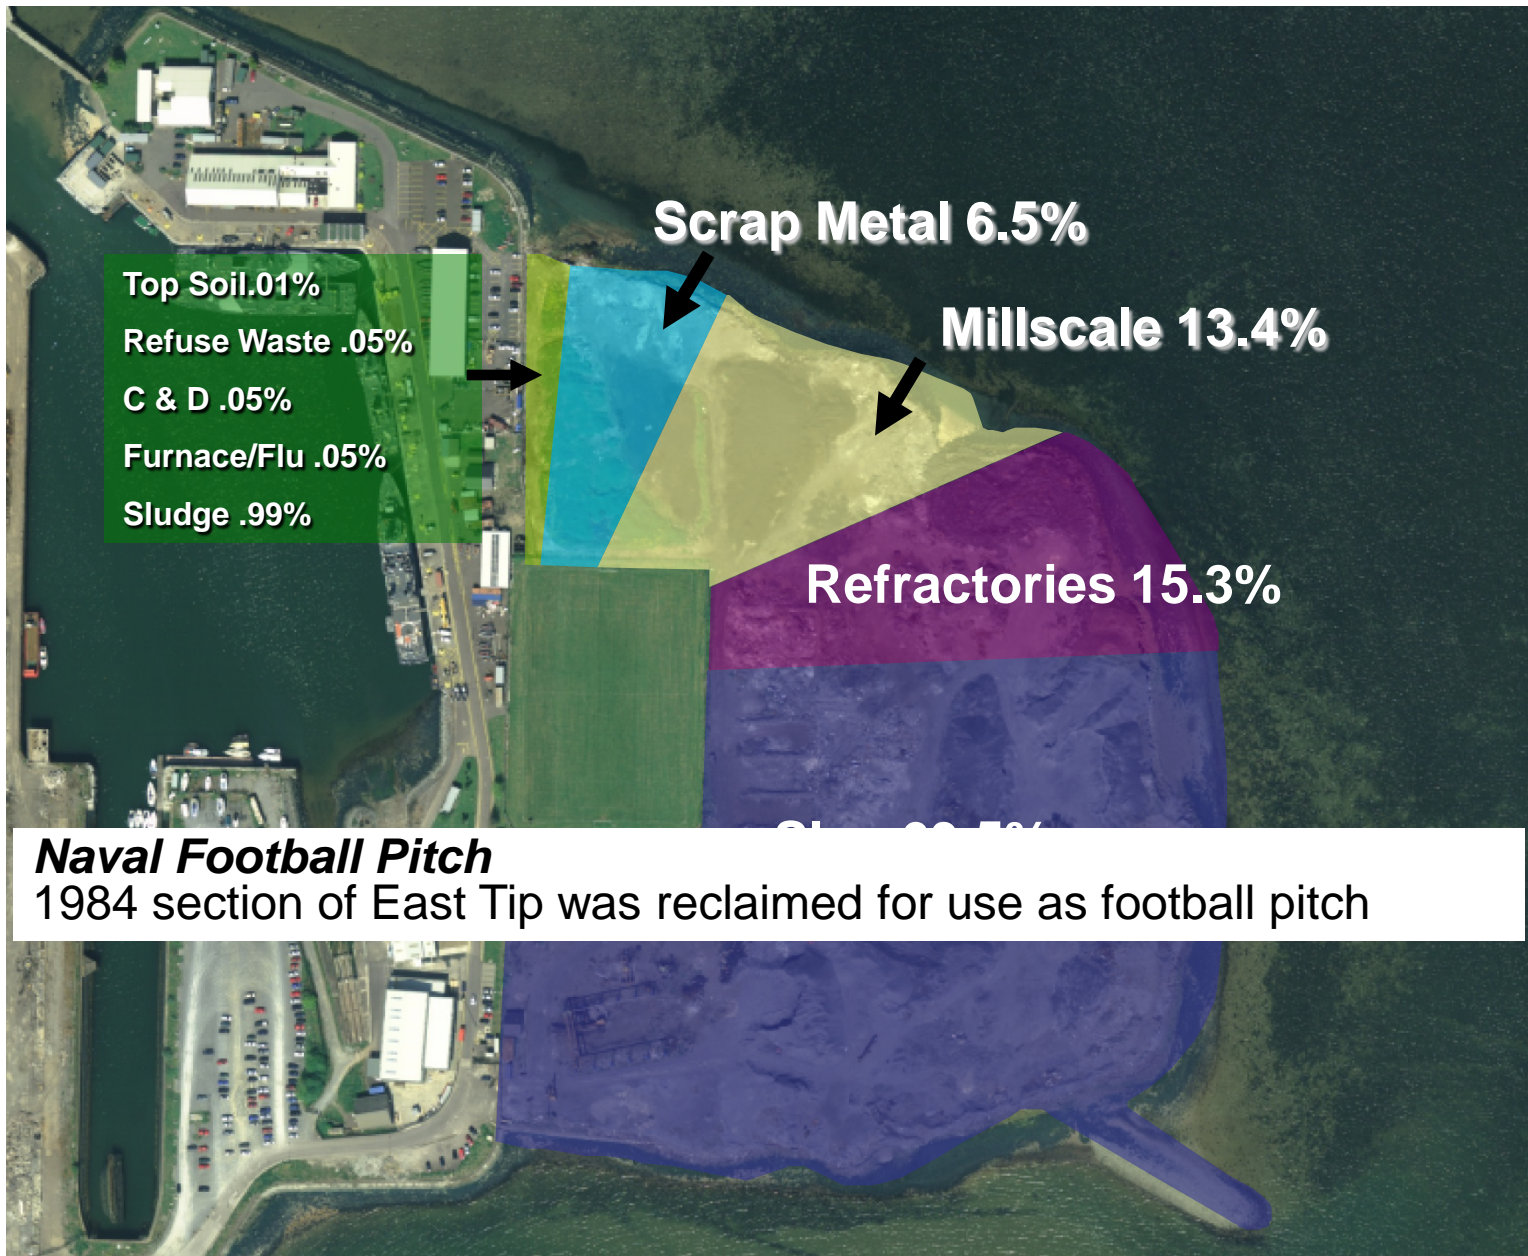 Scrap Metal 6.5%
Top Soil.01%
Millscale 13.4%
Refuse Waste .05%
C & D .05%
Furnace/Flu .05%
Sludge .99%
Refractories 15.3%
Naval Football Pitch
1984 section of East Tip was reclaimed for use as football pitch